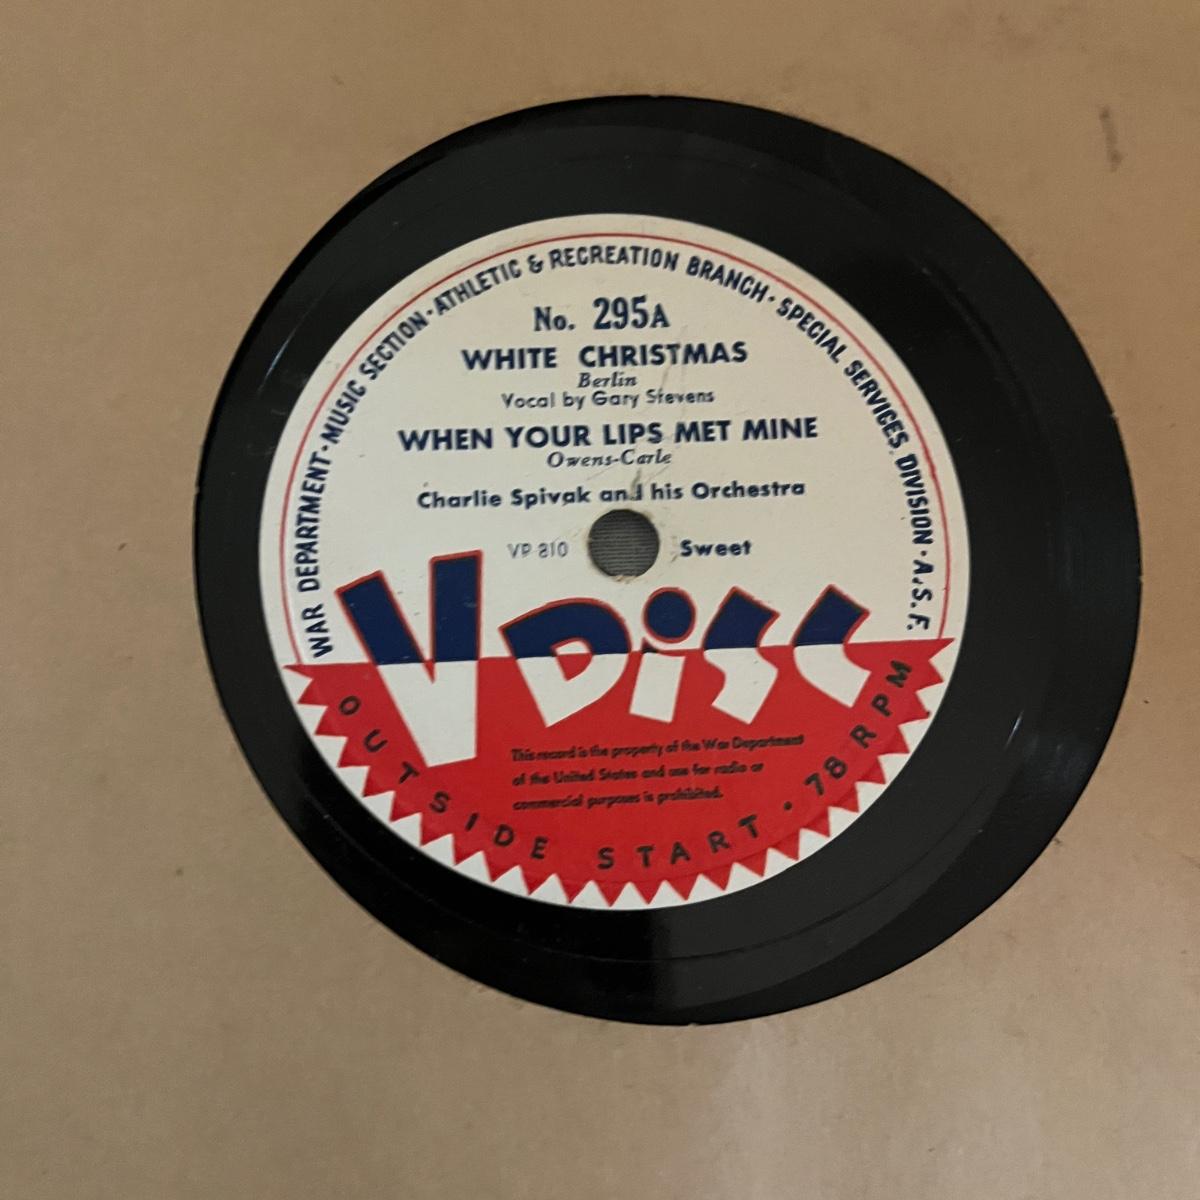 WAR DEPARTMENT · MUSIC SECTION · ATHLETIC & RECREATION BRANCH · SPECIAL SERVICES DIVISION · A.S.F.
No. 295A
WHITE CHRISTMAS
Berlin
Vocal by Gary Stevens
WHEN YOUR LIPS MET MINE
Owens-Carle
Charlie Spivak and his Orchestra
VP 810 Sweet
V Disc
This record is the property of the War Department
of the United States and use for radio or
commercial purposes is prohibited.
OUTSIDE START · 78 RPM